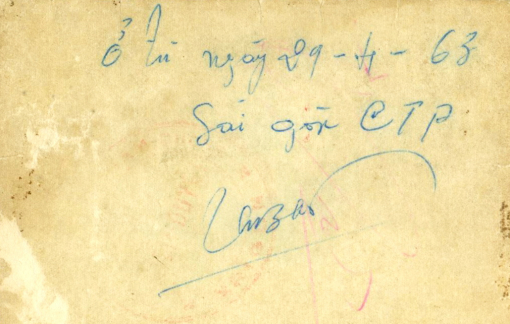 ở tù ngày 29-4-63
Sài gòn CTP